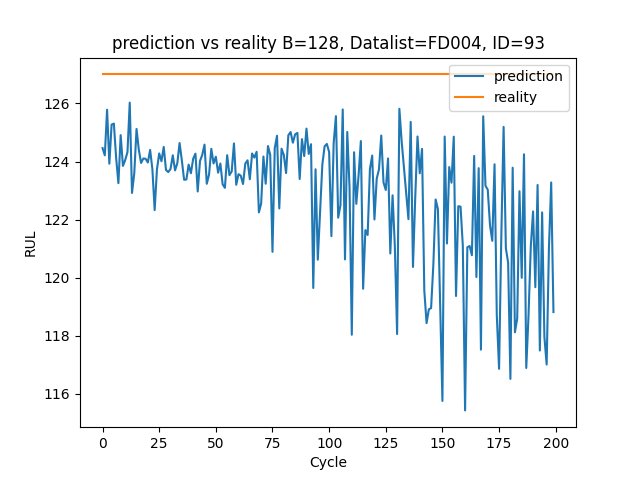 prediction vs reality B=128, Datalist=FD004, ID=93
prediction
reality
126
124
122
120
118
116
RUL
0 25 50 75 100 125 150 175 200
Cycle